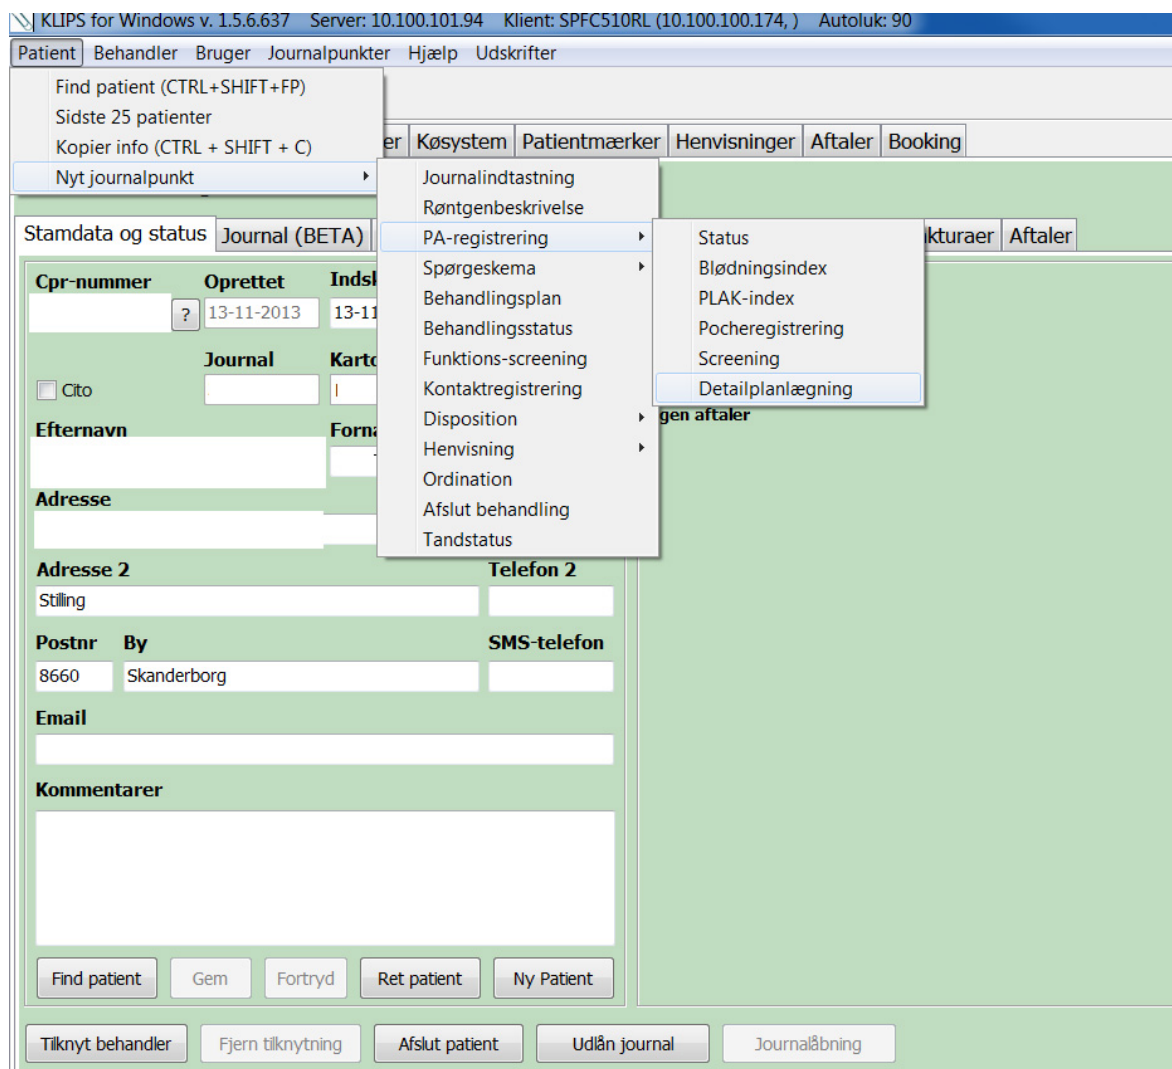 KLIPS for Windows v. 1.5.6.637 Server: 10.100.101.94 Klient: SPFC510RL (10.100.100.174, ) Autoluk: 90
Patient Behandler Bruger Journalpunkter Hjælp Udskrifter
Find patient (CTRL+SHIFT+FP)
Sidste 25 patienter
Kopier info (CTRL + SHIFT + C)
Nyt journalpunkt
er Køsystem Patientmærker Henvisninger Aftaler Booking
Journalindtastning
Røntgenbeskrivelse
PA-registrering
Spørgeskema
Behandlingsplan
Behandlingsstatus
Funktions-screening
Kontaktregistrering
Disposition
Henvisning
Ordination
Afslut behandling
Tandstatus
Status
Blødningsindex
PLAK-index
Pocheregistrering
Screening
Detailplanlægning
Stamdata og status Journal (BETA) kturaer Aftaler
Cpr-nummer Oprettet Indsk
? 13-11-2013 13-11
Journal Karto
Cito
gen aftaler
Efternavn Forna
Adresse
Adresse 2 Telefon 2
Stilling
Postnr By SMS-telefon
8660 Skanderborg
Email
Kommentarer
Find patient Gem Fortryd Ret patient Ny Patient
Tilknyt behandler Fjern tilknytning Afslut patient Udlån journal Journalåbning